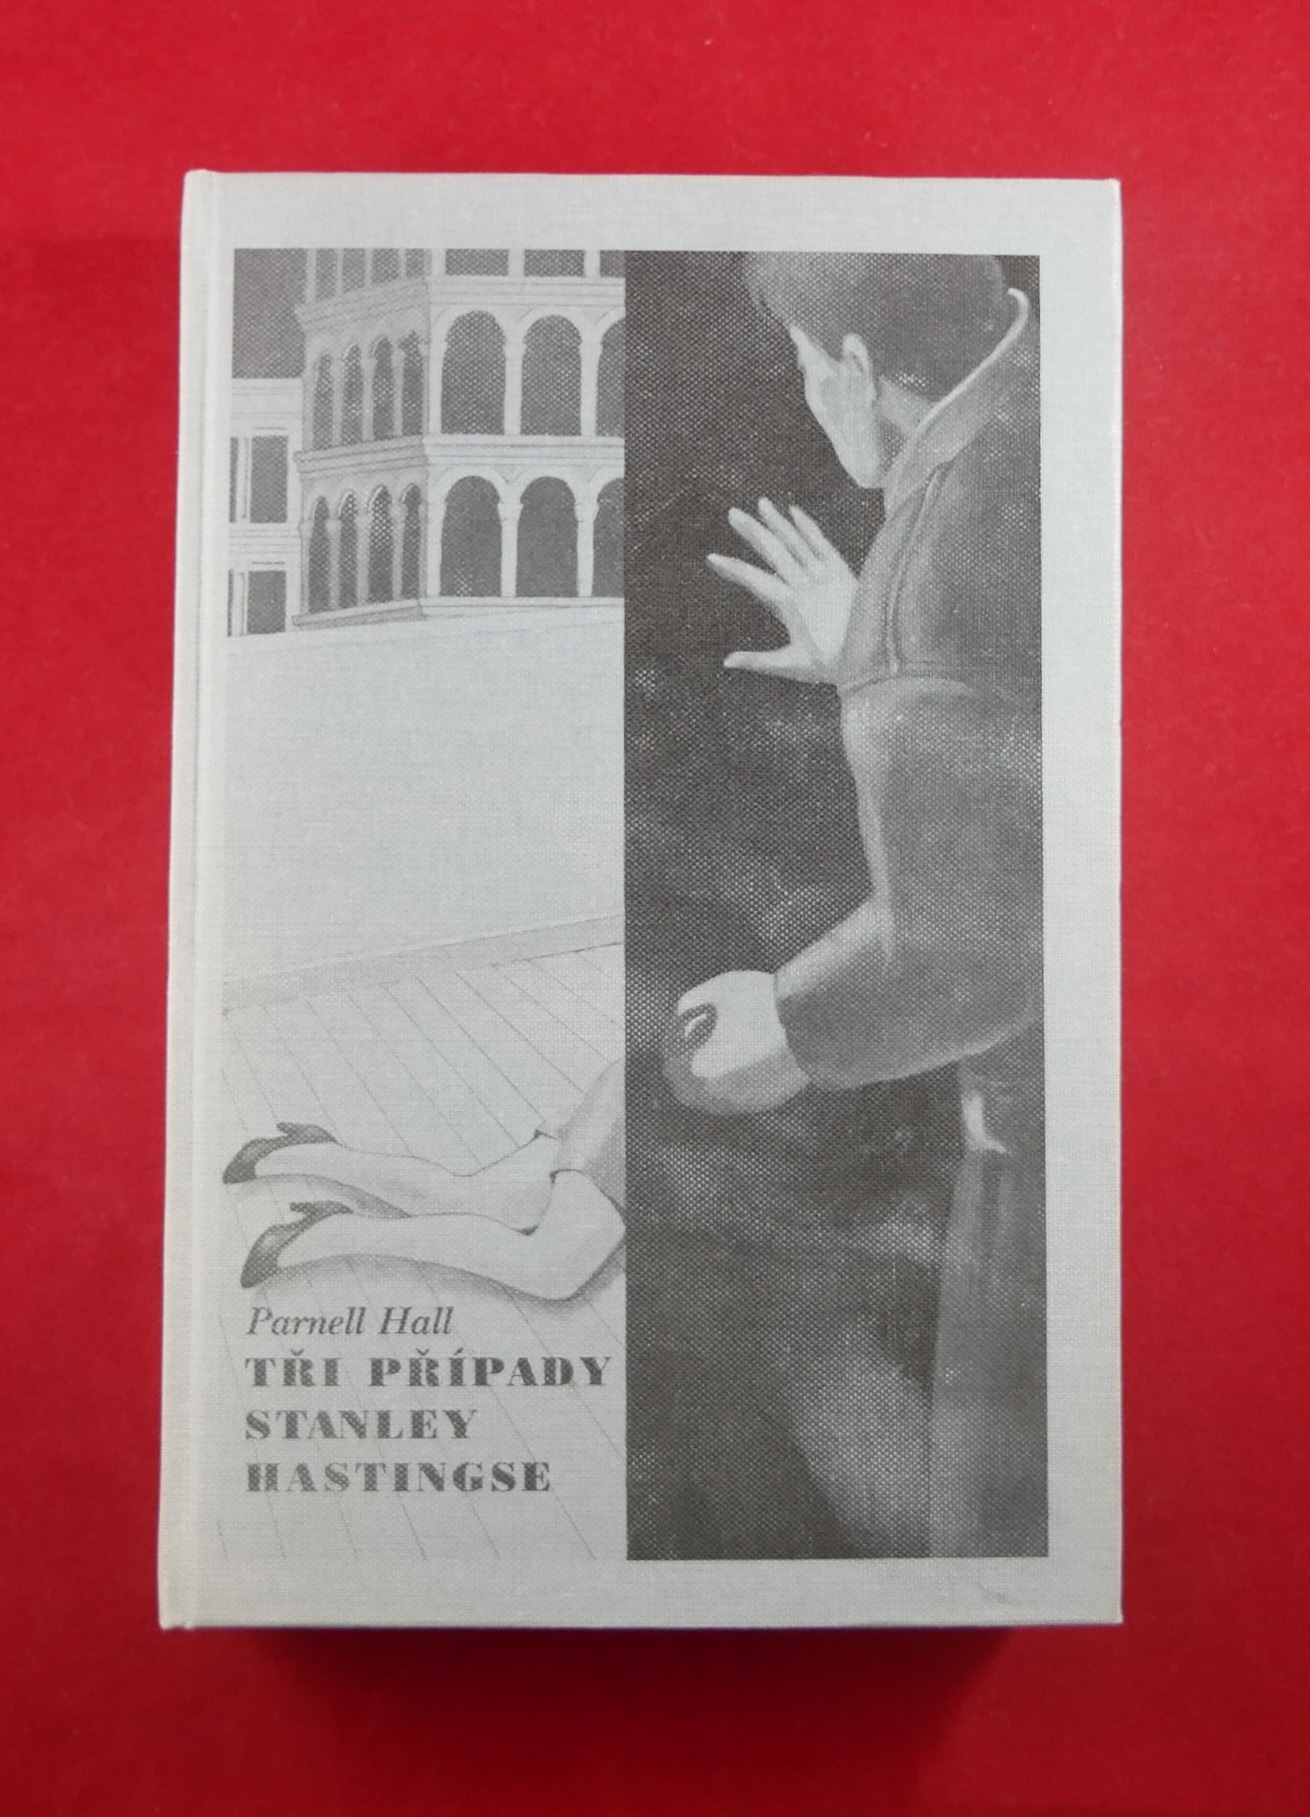 Parnell Hall
TŘI PŘÍPADY
STANLEY
HASTINGSE